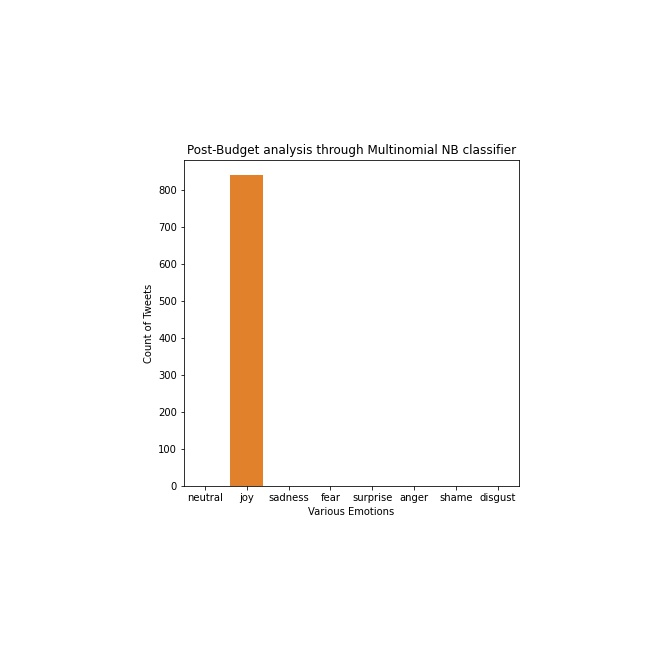 Post-Budget analysis through Multinomial NB classifier
Count of Tweets
800
700
600
500
400
300
200
100
0
neutral joy sadness fear surprise anger shame disgust
Various Emotions